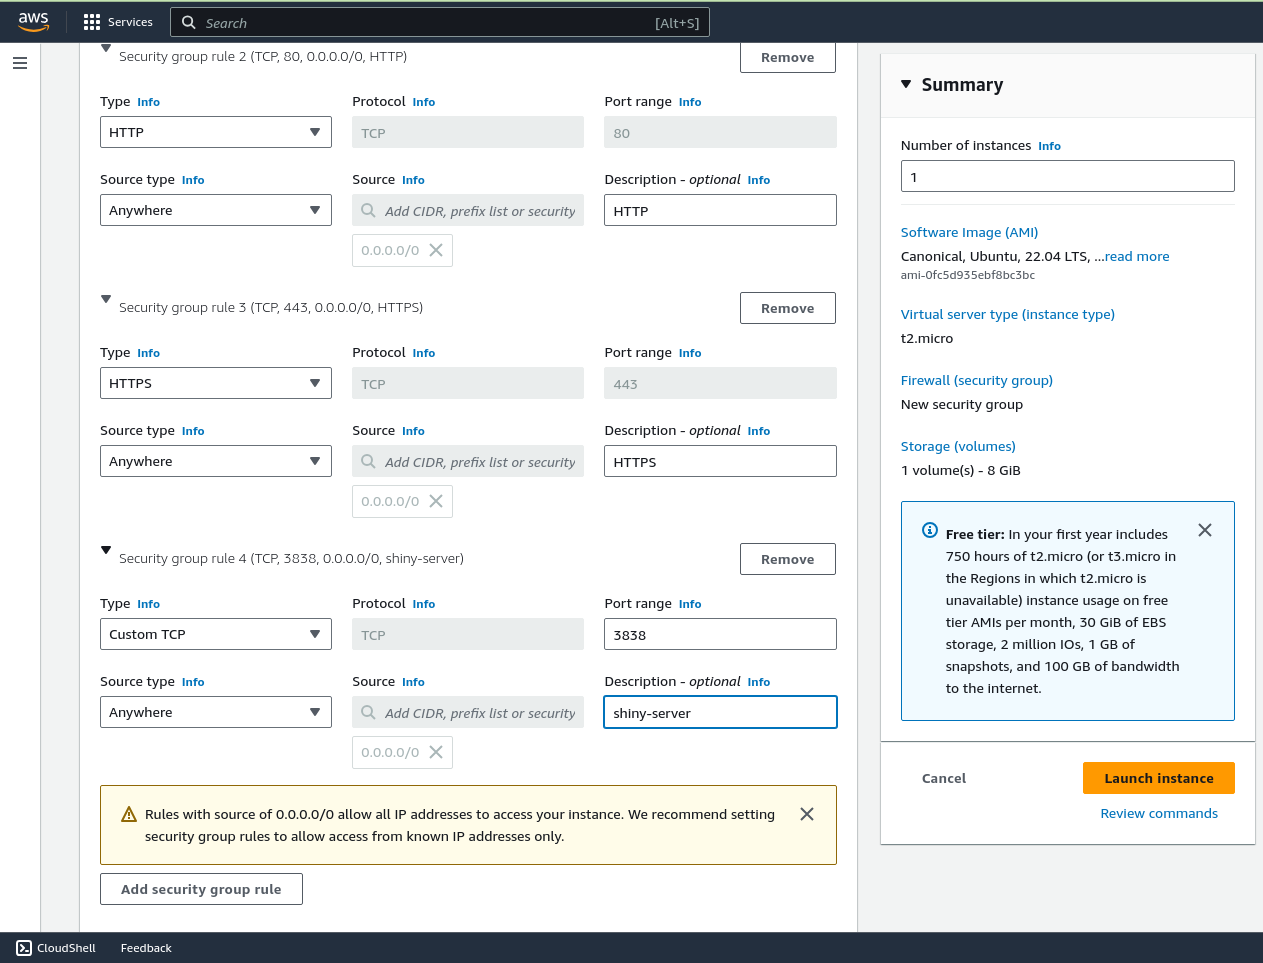 aws
Services
Search
[Alt+S]
Security group rule 2 (TCP, 80, 0.0.0.0/0, HTTP)
Remove
Type Info
Protocol Info
Port range Info
HTTP
TCP
80
Source type Info
Source Info
Description - optional Info
Anywhere
Add CIDR, prefix list or security
HTTP
0.0.0.0/0
Security group rule 3 (TCP, 443, 0.0.0.0/0, HTTPS)
Remove
Type Info
Protocol Info
Port range Info
HTTPS
TCP
443
Source type Info
Source Info
Description - optional Info
Anywhere
Add CIDR, prefix list or security
HTTPS
0.0.0.0/0
Security group rule 4 (TCP, 3838, 0.0.0.0/0, shiny-server)
Remove
Type Info
Protocol Info
Port range Info
Custom TCP
TCP
3838
Source type Info
Source Info
Description - optional Info
Anywhere
Add CIDR, prefix list or security
shiny-server
0.0.0.0/0
Rules with source of 0.0.0.0/0 allow all IP addresses to access your instance. We recommend setting
security group rules to allow access from known IP addresses only.
Add security group rule
Summary
Number of instances Info
1
Software Image (AMI)
Canonical, Ubuntu, 22.04 LTS, ...read more
ami-0fc5d935ebf8bc3bc
Virtual server type (instance type)
t2.micro
Firewall (security group)
New security group
Storage (volumes)
1 volume(s) - 8 GiB
Free tier: In your first year includes
750 hours of t2.micro (or t3.micro in
the Regions in which t2.micro is
unavailable) instance usage on free
tier AMIs per month, 30 GiB of EBS
storage, 2 million IOs, 1 GB of
snapshots, and 100 GB of bandwidth
to the internet.
Cancel
Launch instance
Review commands
CloudShell
Feedback